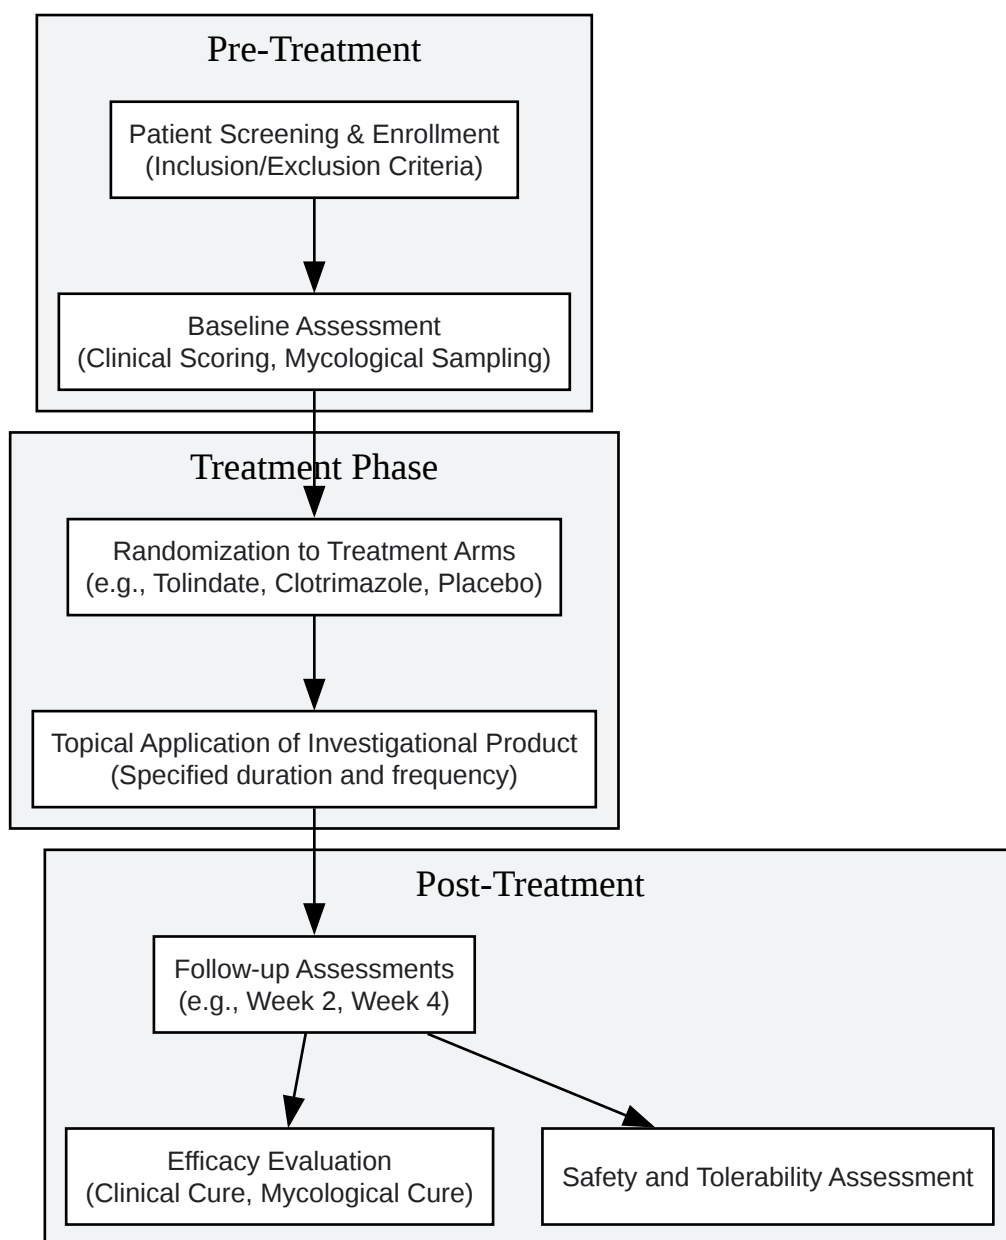 Pre-Treatment
Patient Screening & Enrollment
(Inclusion/Exclusion Criteria)
Baseline Assessment
(Clinical Scoring, Mycological Sampling)
Treatment Phase
Randomization to Treatment Arms
(e.g., Tolindate, Clotrimazole, Placebo)
Topical Application of Investigational Product
(Specified duration and frequency)
Post-Treatment
Follow-up Assessments
(e.g., Week 2, Week 4)
Efficacy Evaluation
(Clinical Cure, Mycological Cure)
Safety and Tolerability Assessment